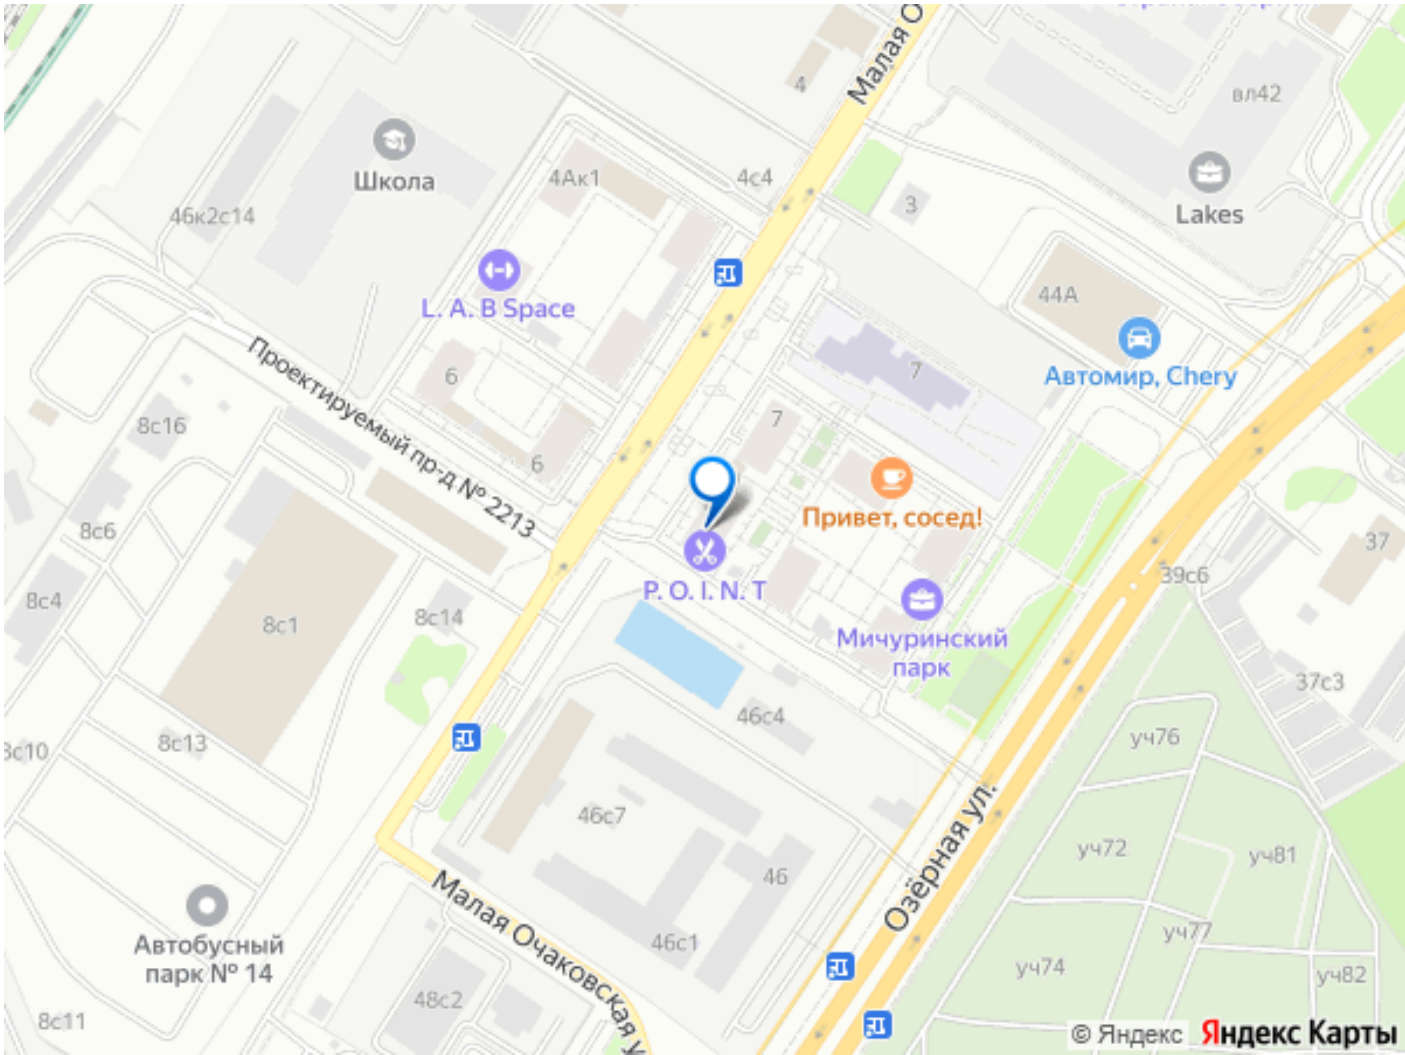 Малая О
4
вл42
Школа
4Ак1
4с4
3
Lakes
46к2с14
L. A. B Space
44А
Автомир, Chery
Проектируемый пр-д № 2213
6
7
7
8с16
6
Привет, сосед!
8с6
37
39с6
P. O. I. N. T
8с4
8с1
8с14
Мичуринский
парк
37с3
46с4
уч76
8с10
8с13
Озёрная ул.
46с7
уч72
уч81
46
Малая Очаковская у
46с1
уч77
Автобусный
парк № 14
уч74
уч82
48с2
8с11
© Яндекс Яндекс Карты